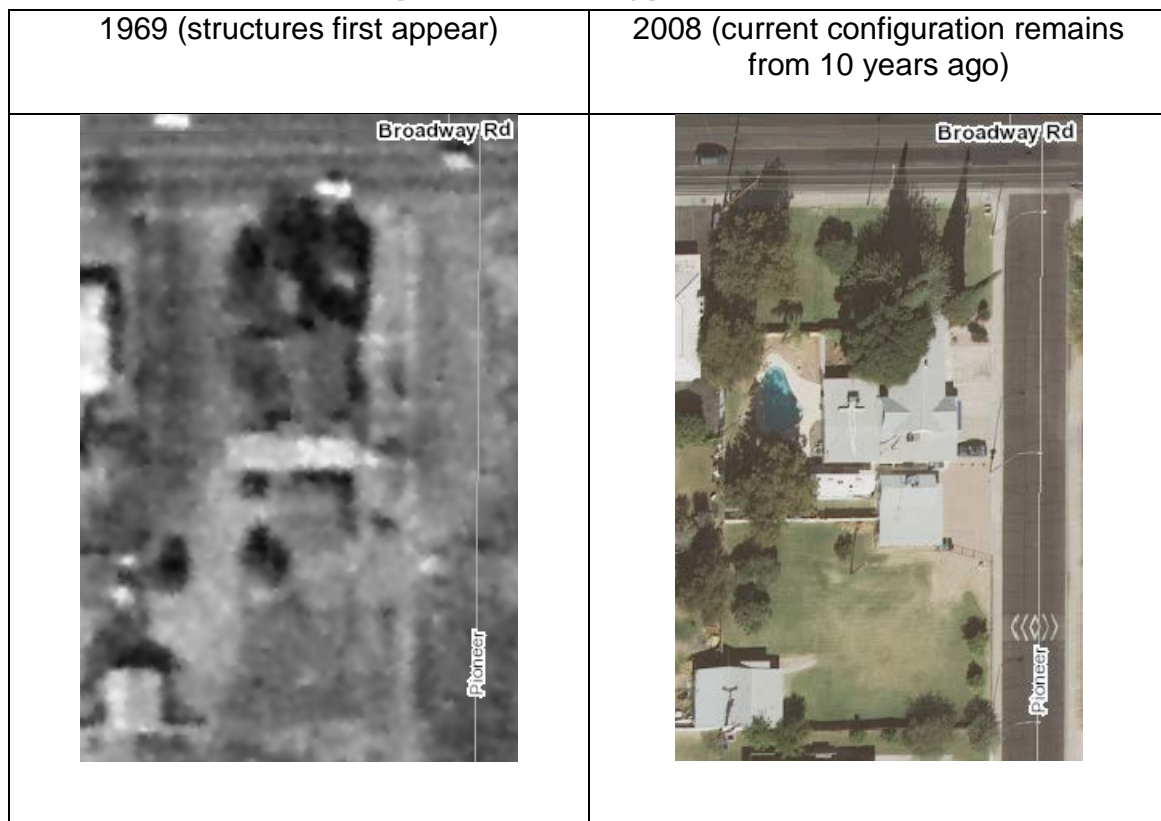 1969 (structures first appear)
2008 (current configuration remains
from 10 years ago)
Broadway Rd
Pioneer
Broadway Rd
Pioneer